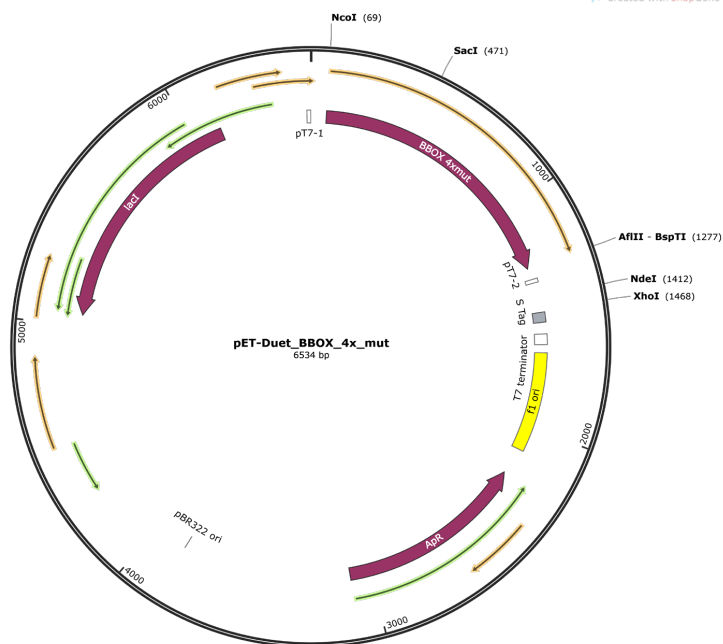 NcoI (69)
SacI (471)
6000
pT7-1
BBOX 4xmut
1000
lacI
AflII - BspTI (1277)
pT7-2
NdeI (1412)
XhoI (1468)
S Tag
5000
pET-Duet_BBOX_4x_mut
6534 bp
T7 terminator
f1 ori
2000
pBR322 ori
ApR
4000
3000